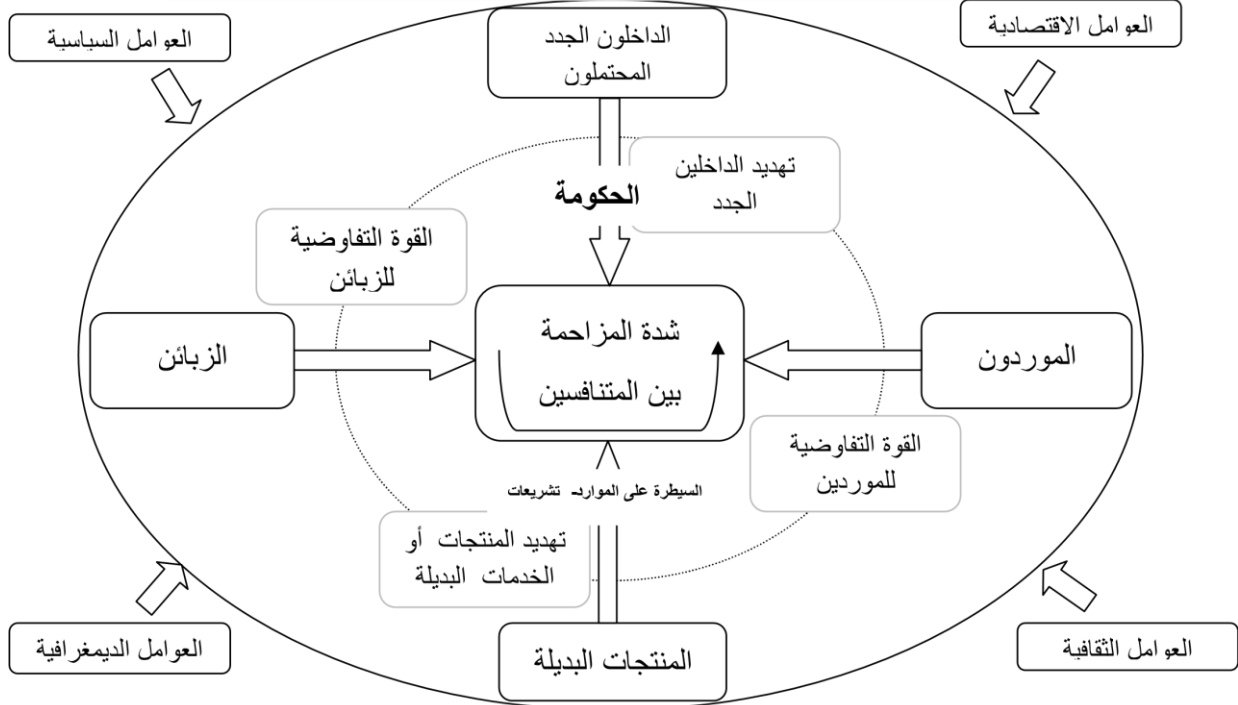 العوامل الاقتصادية
العوامل السياسية
الداخلون الجدد
المحتملون
تهديد الداخلين
الجدد
الحكومة
القوة التفاوضية
للزبائن
شدة المزاحمة
بين المتنافسين
الموردون
الزبائن
القوة التفاوضية
للموردين
السيطرة على الموارد- تشريعات
تهديد المنتجات أو
الخدمات البديلة
المنتجات البديلة
العوامل الثقافية
العوامل الديمغرافية